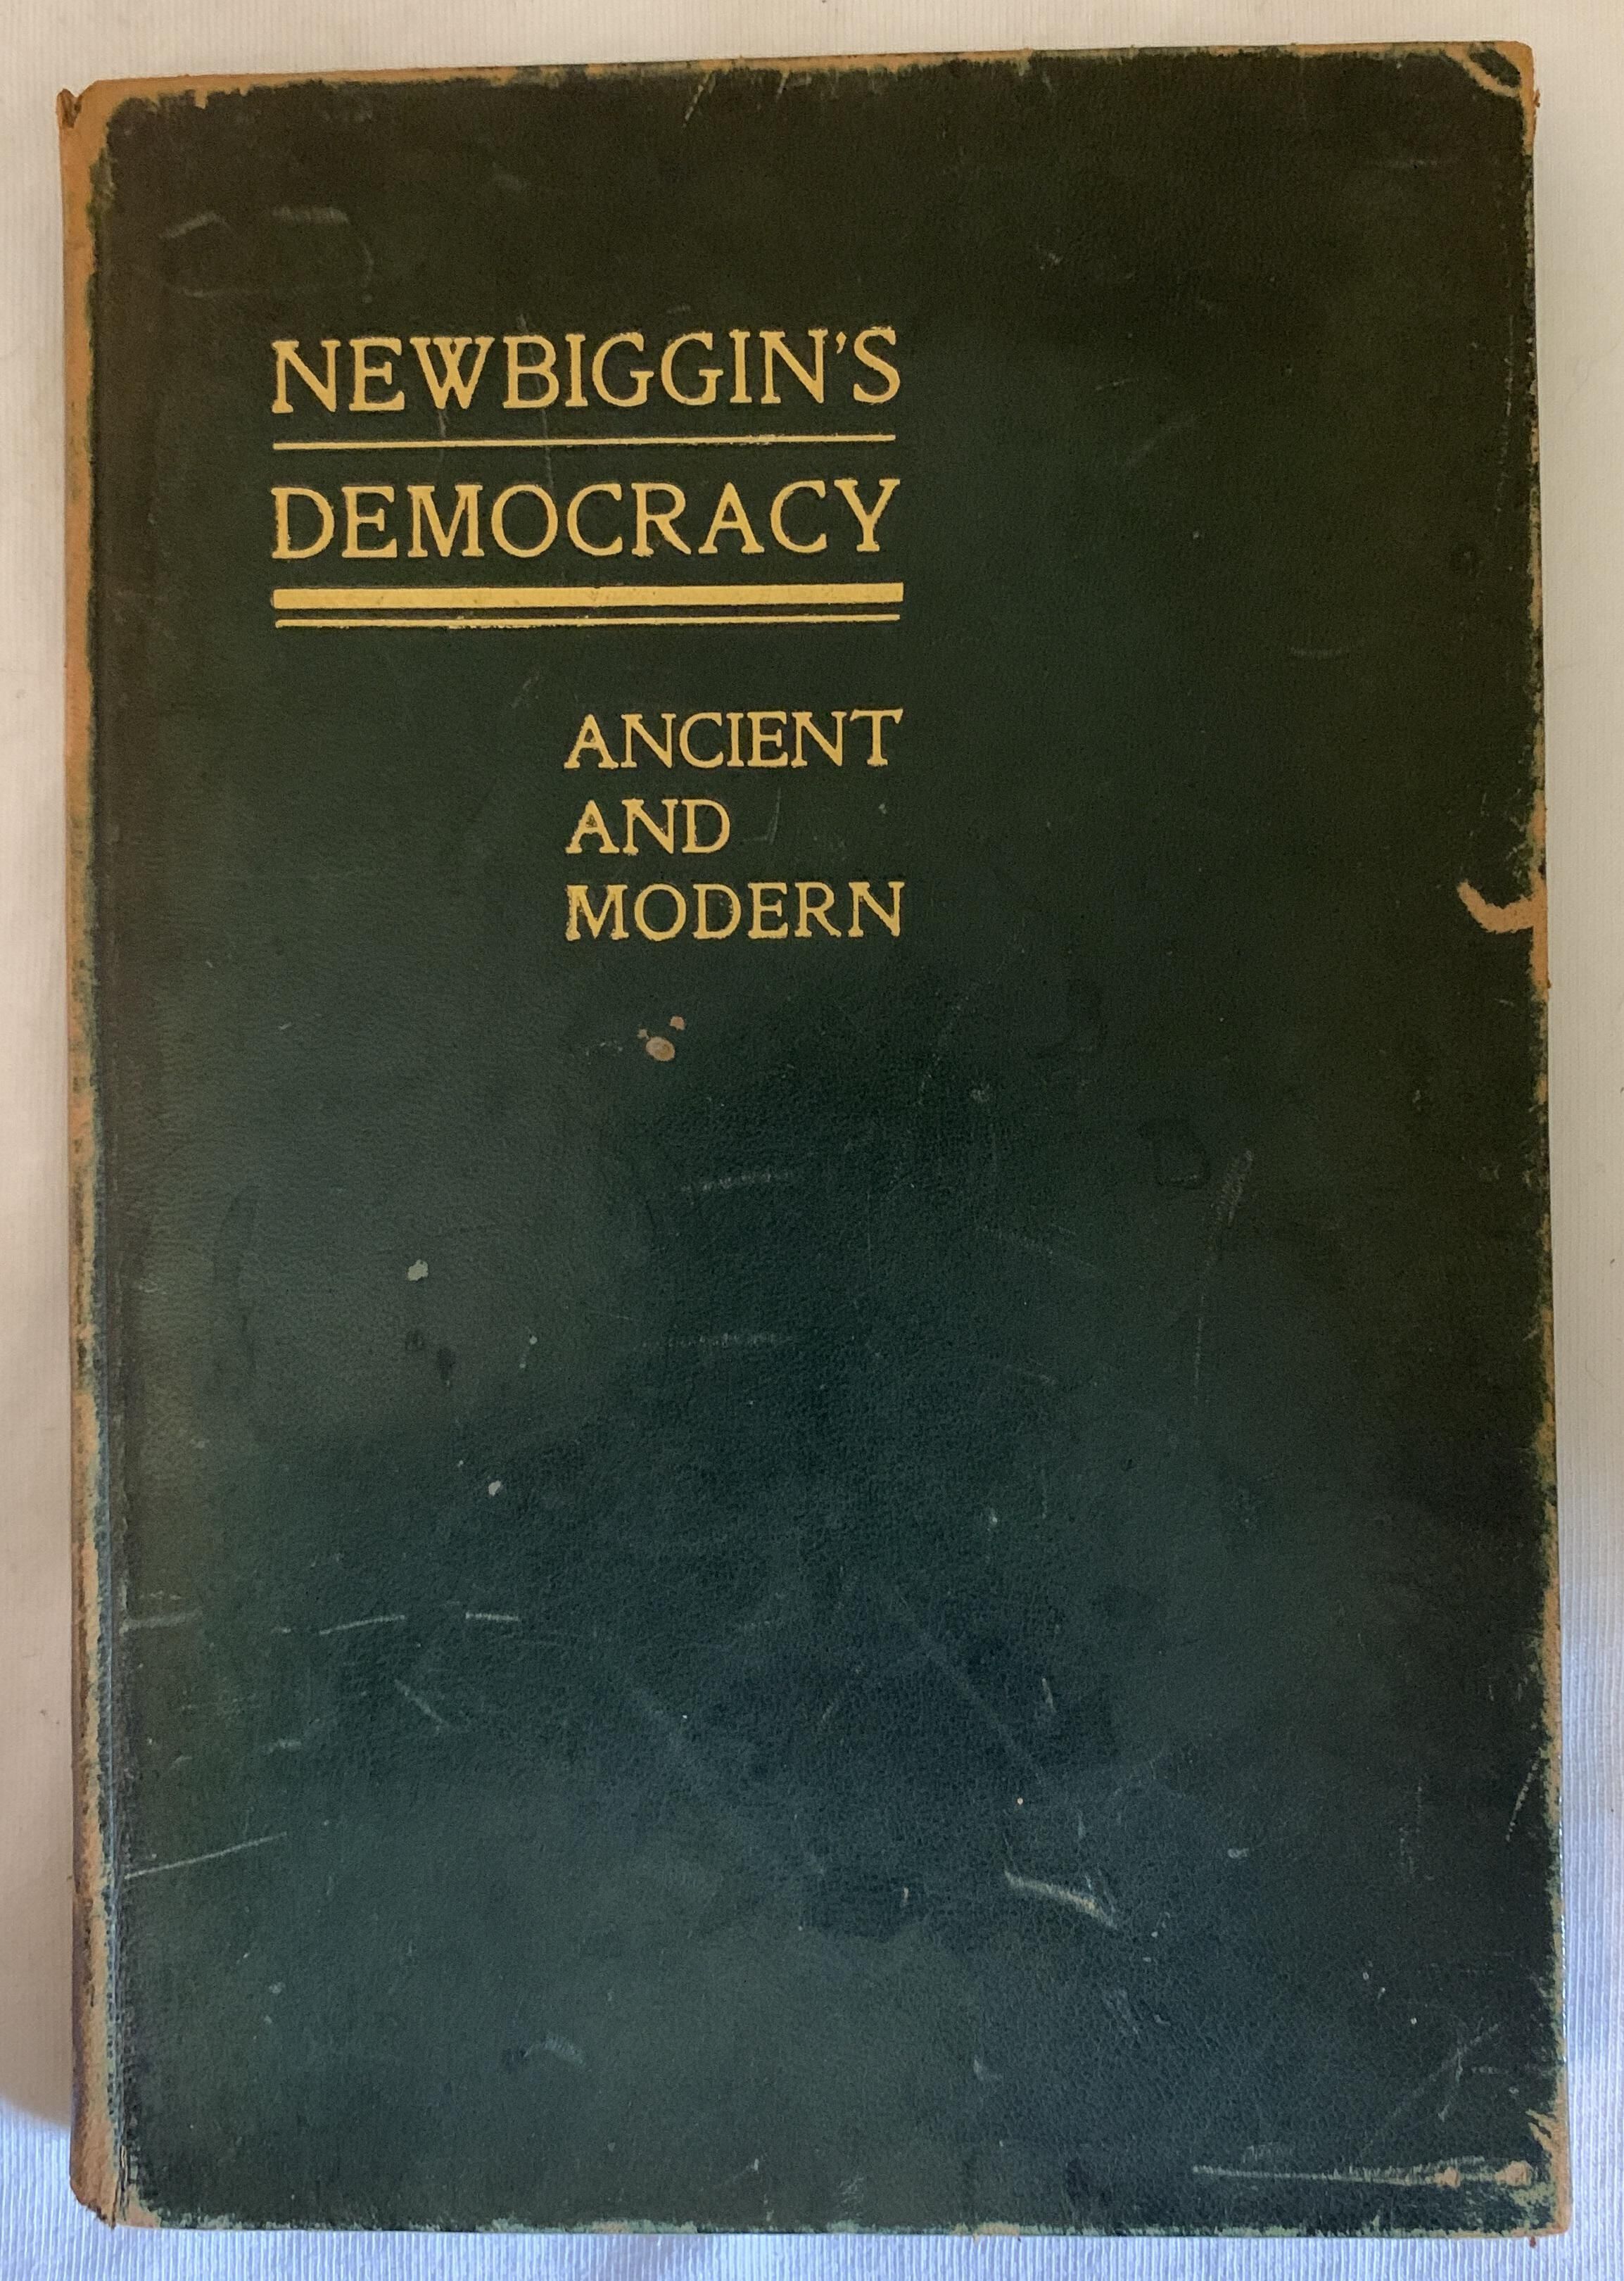 NEWBIGGIN'S
DEMOCRACY
ANCIENT
AND
MODERN